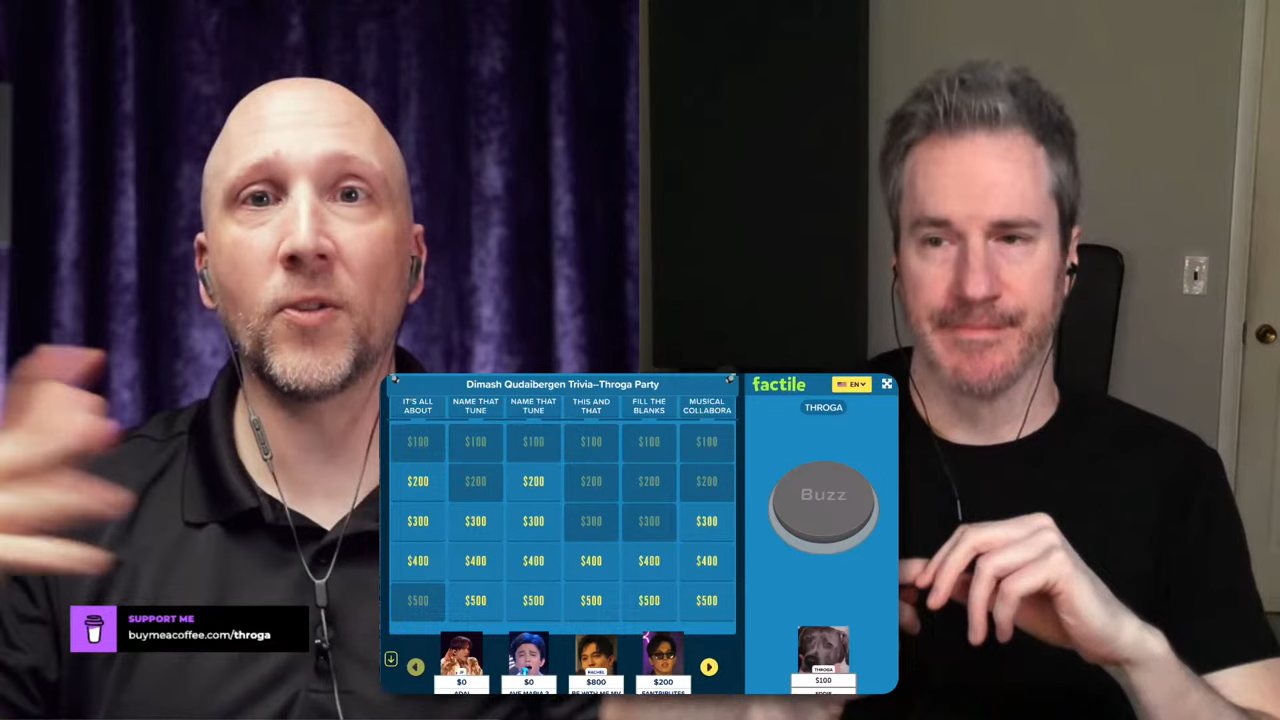 Dimash Qudaibergen Trivia--Throga Party
IT'S ALL ABOUT
NAME THAT TUNE
NAME THAT TUNE
THIS AND THAT
FILL THE BLANKS
MUSICAL COLLABORA
$100 $100 $100 $100 $100 $100
$200 $200 $200 $200 $200 $200
$300 $300 $300 $300 $300 $300
$400 $400 $400 $400 $400 $400
$500 $500 $500 $500 $500 $500
RACHEL
$0 $0 $800 $200
factile
EN
THROGA
Buzz
THROGA
$100
SUPPORT ME
buymeacoffee.com/throga